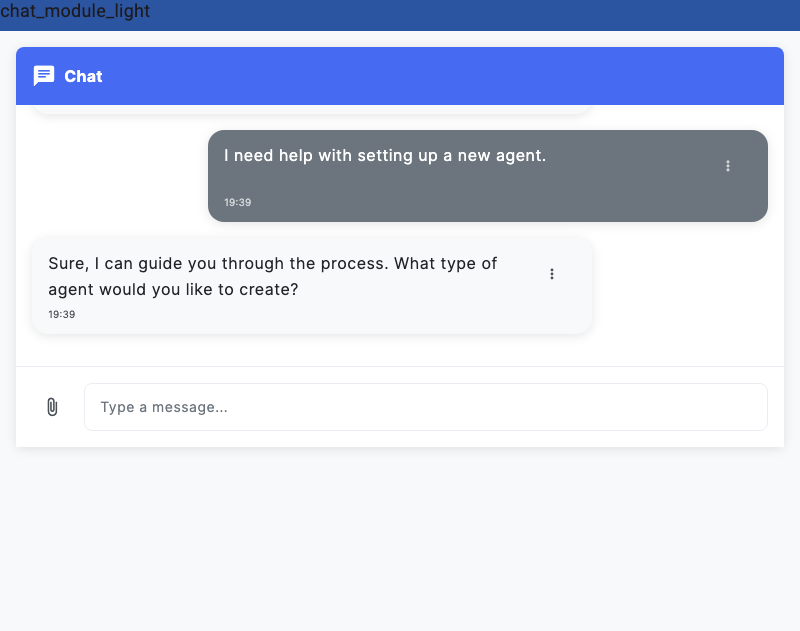 chat_module_light
Chat
I need help with setting up a new agent.
19:39
Sure, I can guide you through the process. What type of
agent would you like to create?
19:39
Type a message...